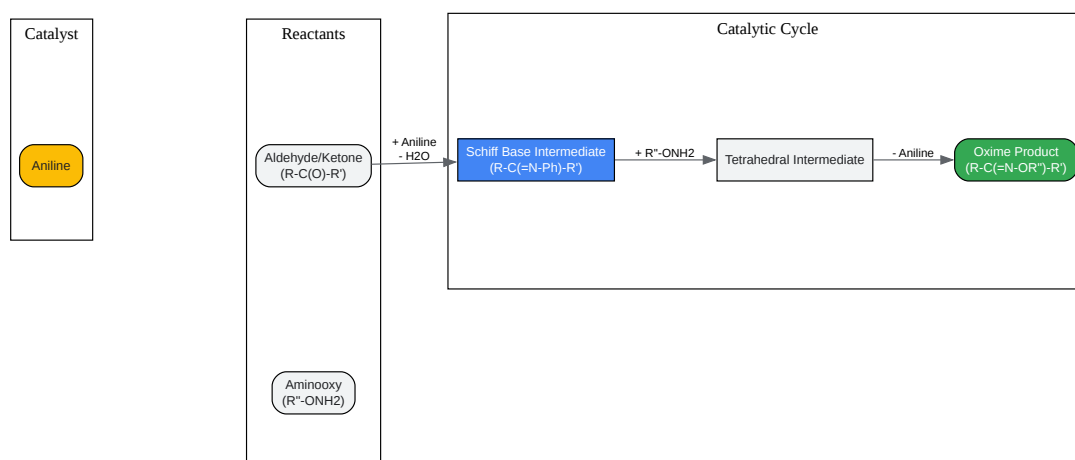 Catalyst
Reactants
Catalytic Cycle
Aniline
Aldehyde/Ketone
(R-C(O)-R')
+ Aniline
- H2O
Schiff Base Intermediate
(R-C(=N-Ph)-R')
+ R"-ONH2
Tetrahedral Intermediate
- Aniline
Oxime Product
(R-C(=N-OR")-R')
Aminooxy
(R"-ONH2)